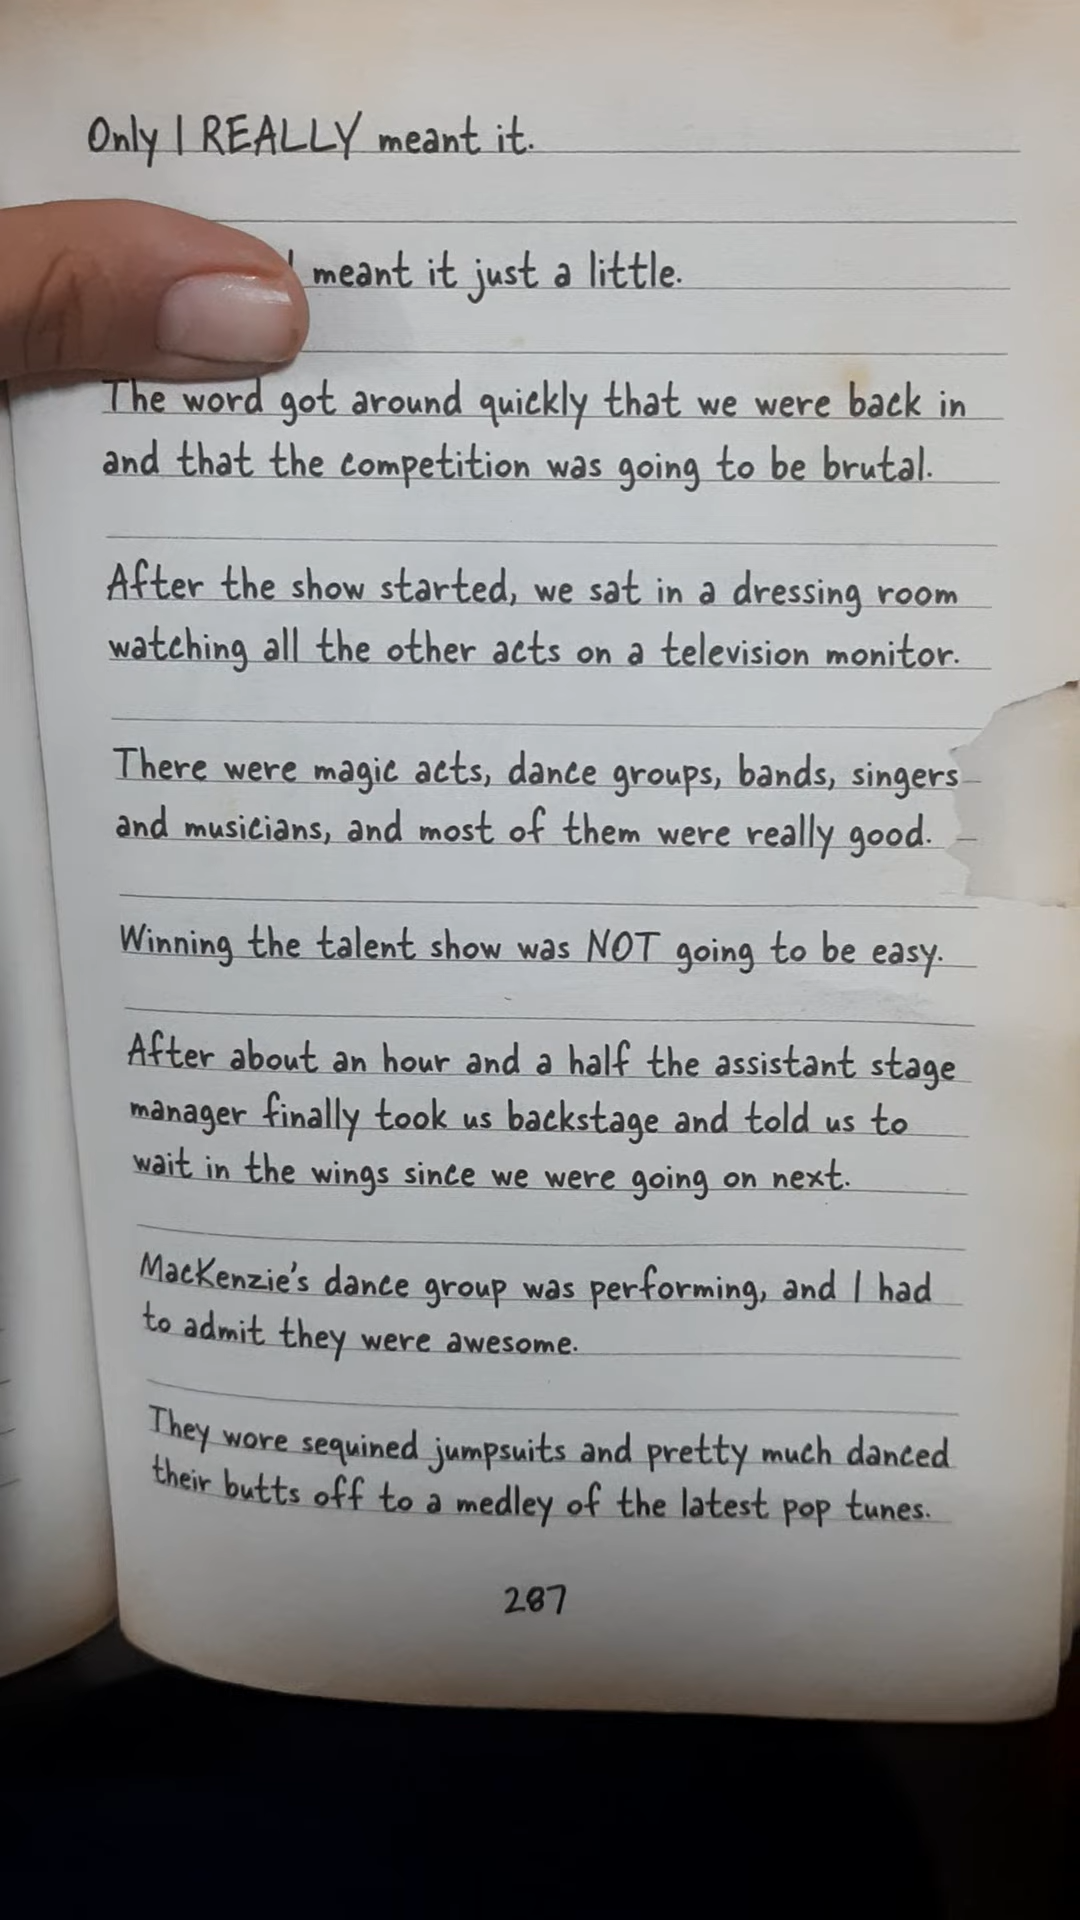 Only I REALLY meant it.
meant it just a little.
The word got around quickly that we were back in
and that the competition was going to be brutal.
After the show started, we sat in a dressing room
watching all the other acts on a television monitor.
There were magic acts, dance groups, bands, singers
and musicians, and most of them were really good.
Winning the talent show was NOT going to be easy.
After about an hour and a half the assistant stage
manager finally took us backstage and told us to
wait in the wings since we were going on next.
MacKenzie's dance group was performing, and I had
to admit they were awesome.
They wore sequined jumpsuits and pretty much danced
their butts off to a medley of the latest pop tunes.
287